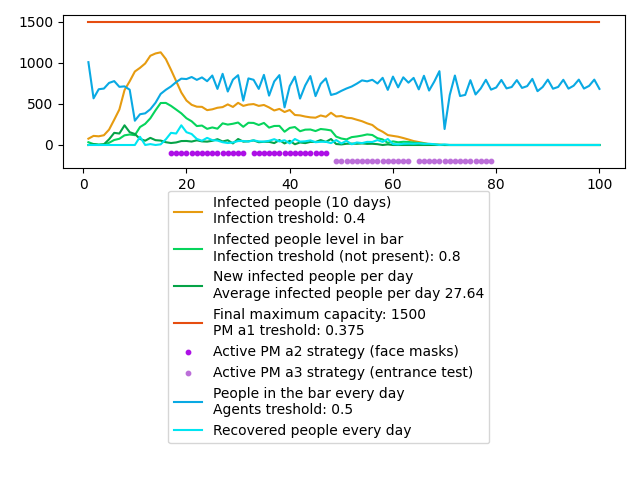 1500
1000
500
0
0
20
40
60
80
100
Infected people (10 days)
Infection treshold: 0.4
Infected people level in bar
Infection treshold (not present): 0.8
New infected people per day
Average infected people per day 27.64
Final maximum capacity: 1500
PM a1 treshold: 0.375
Active PM a2 strategy (face masks)
Active PM a3 strategy (entrance test)
People in the bar every day
Agents treshold: 0.5
Recovered people every day